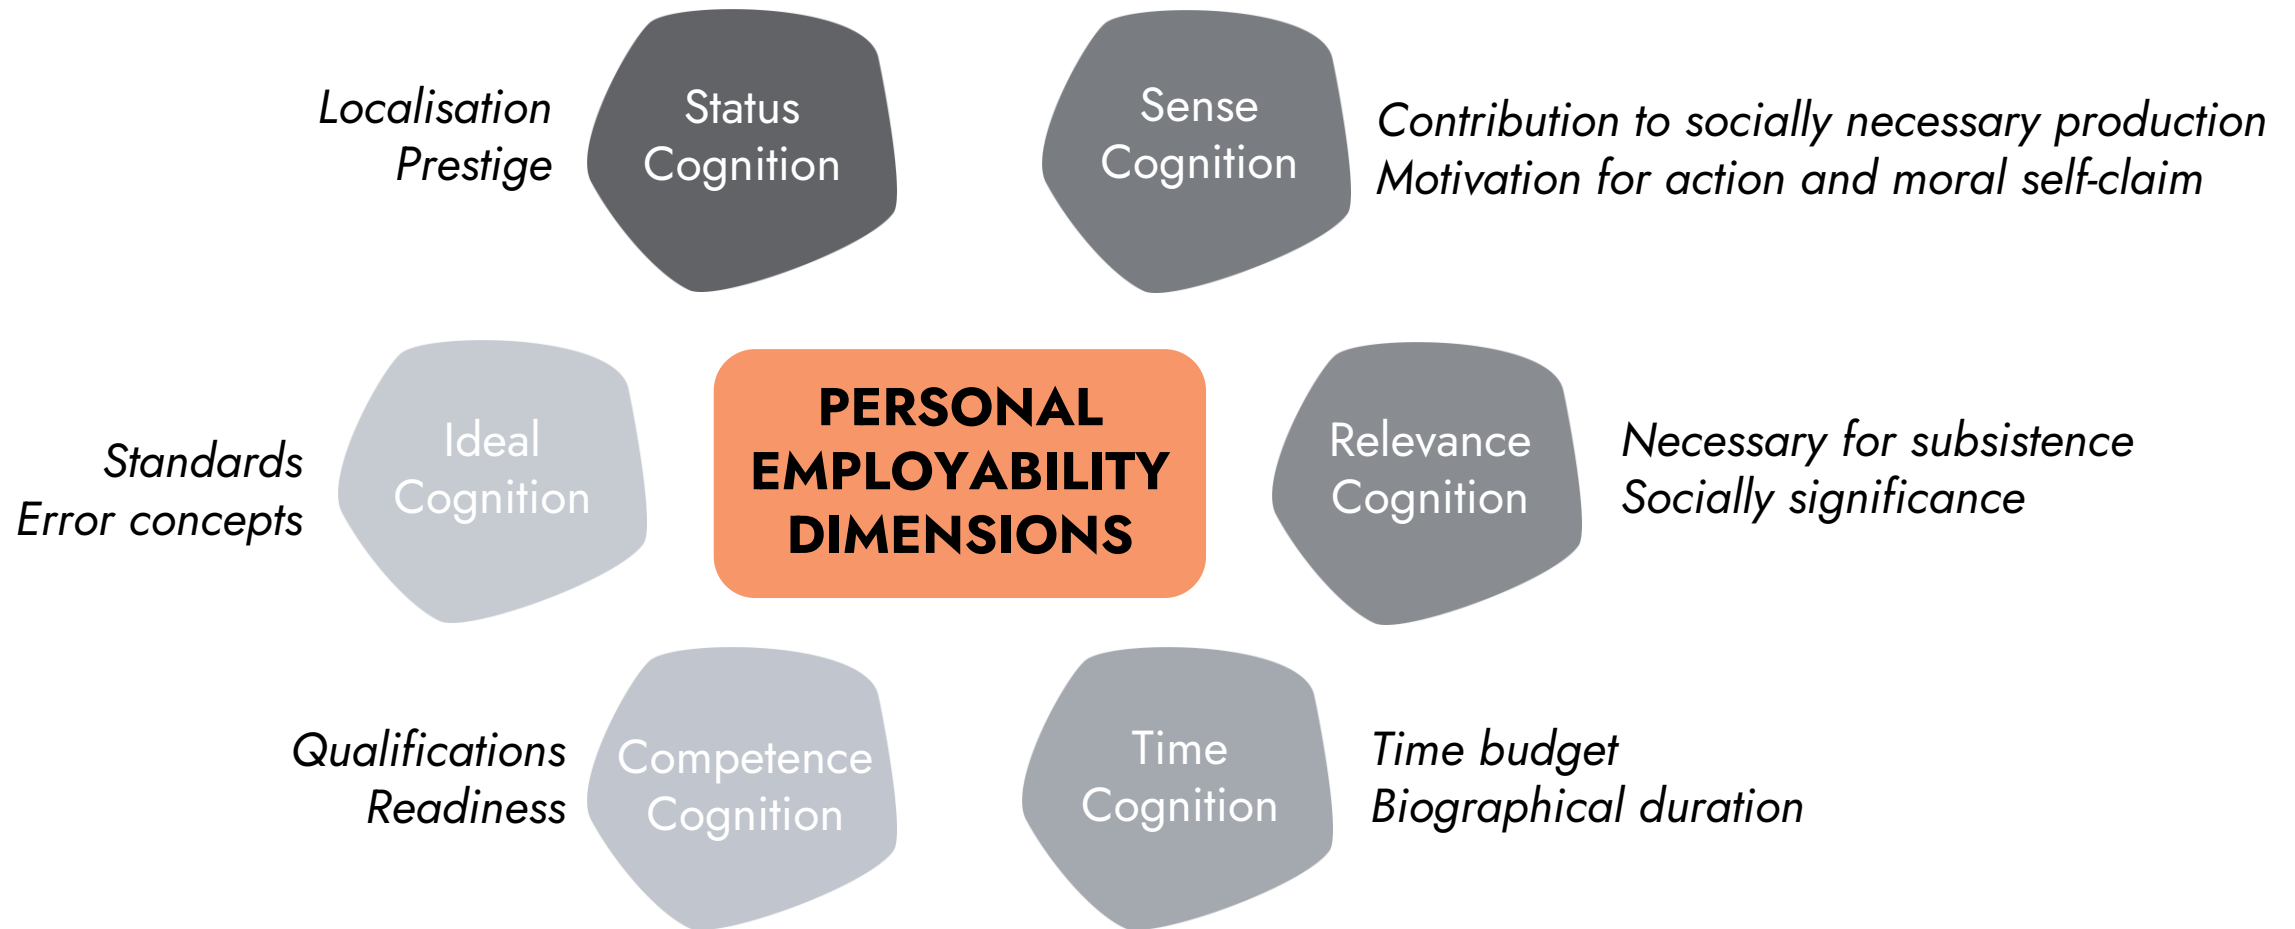 Localisation
Prestige
Status
Cognition
Sense
Cognition
Contribution to socially necessary production
Motivation for action and moral self-claim
Standards
Error concepts
Ideal
Cognition
PERSONAL
EMPLOYABILITY
DIMENSIONS
Relevance
Cognition
Necessary for subsistence
Socially significance
Qualifications
Readiness
Competence
Cognition
Time
Cognition
Time budget
Biographical duration